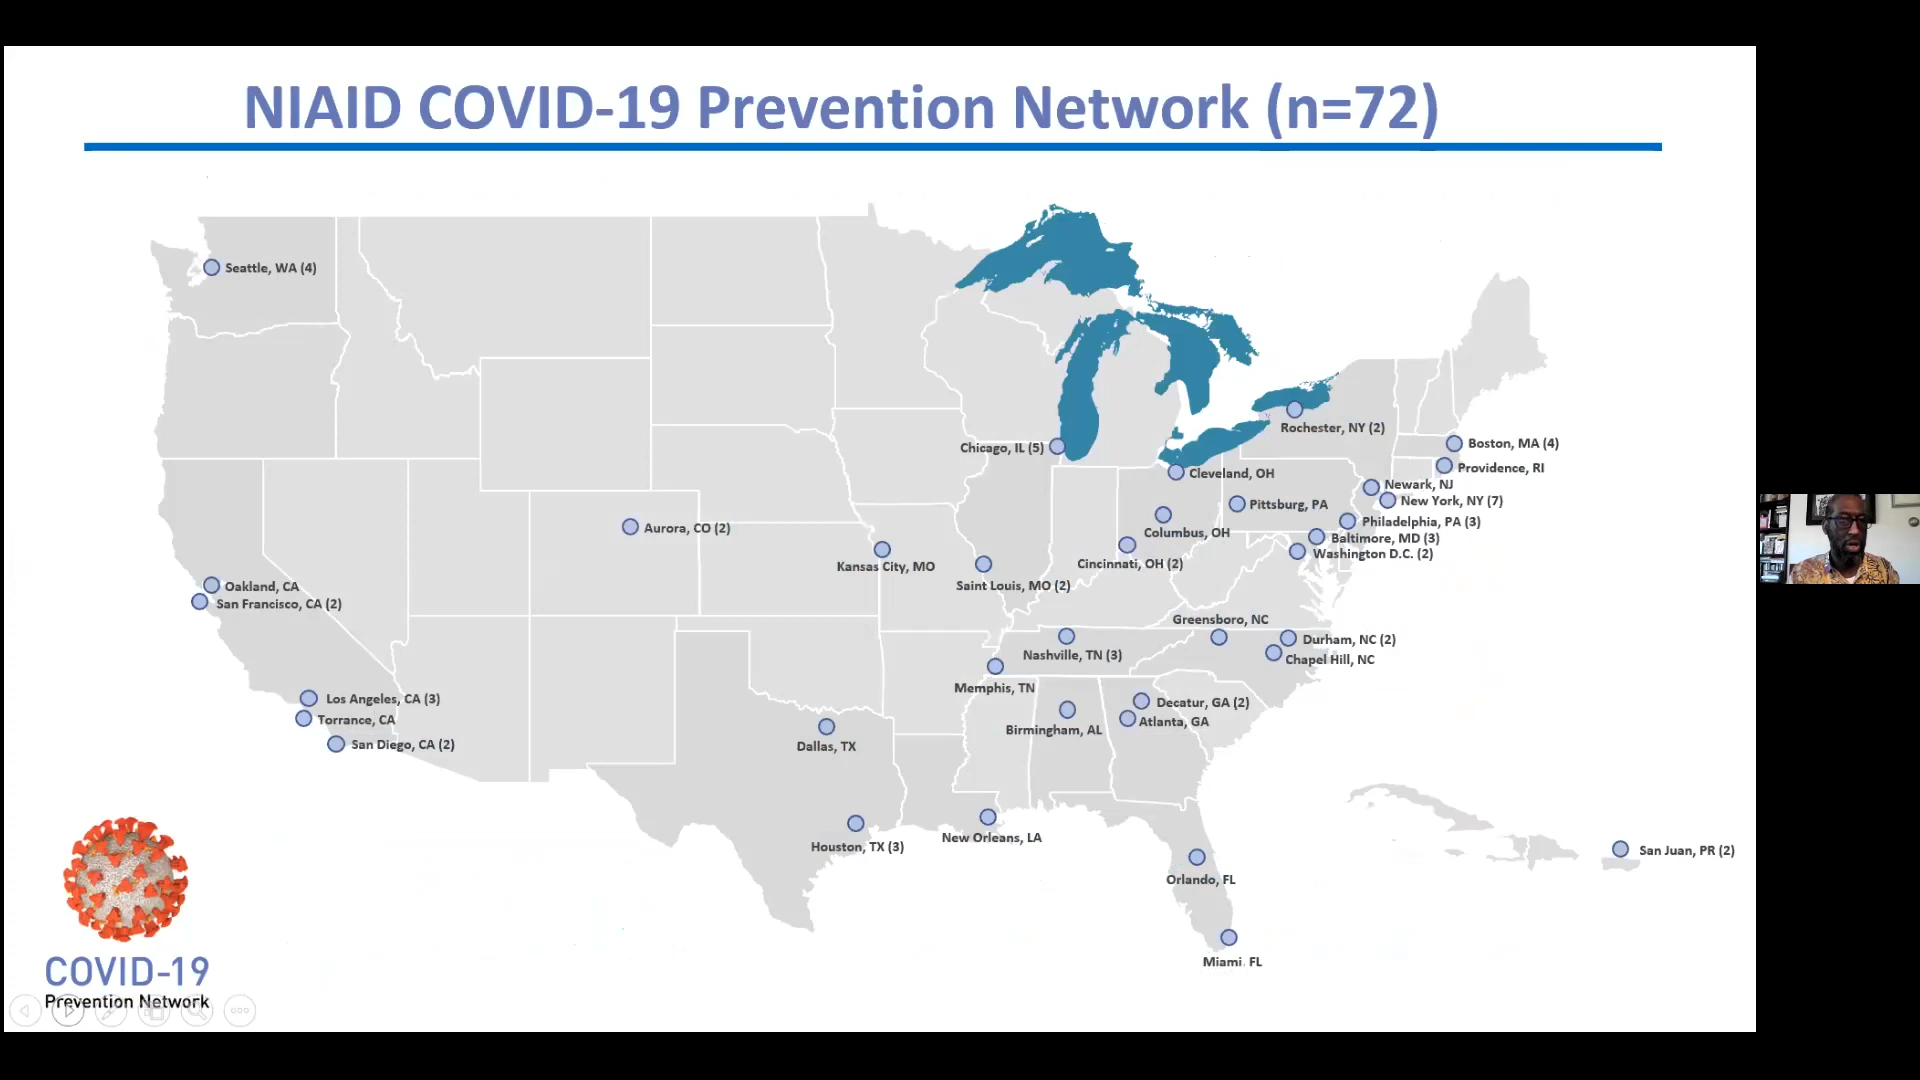 NIAID COVID-19 Prevention Network (n=72)
Seattle, WA (4)
Rochester, NY (2)
Boston, MA (4)
Chicago, IL (5)
Providence, RI
Cleveland, OH
Newark, NJ
New York, NY (7)
Pittsburg, PA
Aurora, CO (2)
Philadelphia, PA (3)
Columbus, OH
Baltimore, MD (3)
Washington D.C. (2)
Kansas City, MO
Cincinnati, OH (2)
Oakland, CA
Saint Louis, MO (2)
San Francisco, CA (2)
Greensboro, NC
Durham, NC (2)
Nashville, TN (3)
Chapel Hill, NC
Memphis, TN
Los Angeles, CA (3)
Decatur, GA (2)
Torrance, CA
Atlanta, GA
Birmingham, AL
San Diego, CA (2)
Dallas, TX
New Orleans, LA
Houston, TX (3)
San Juan, PR (2)
Orlando, FL
Miami, FL
COVID-19
Prevention Network